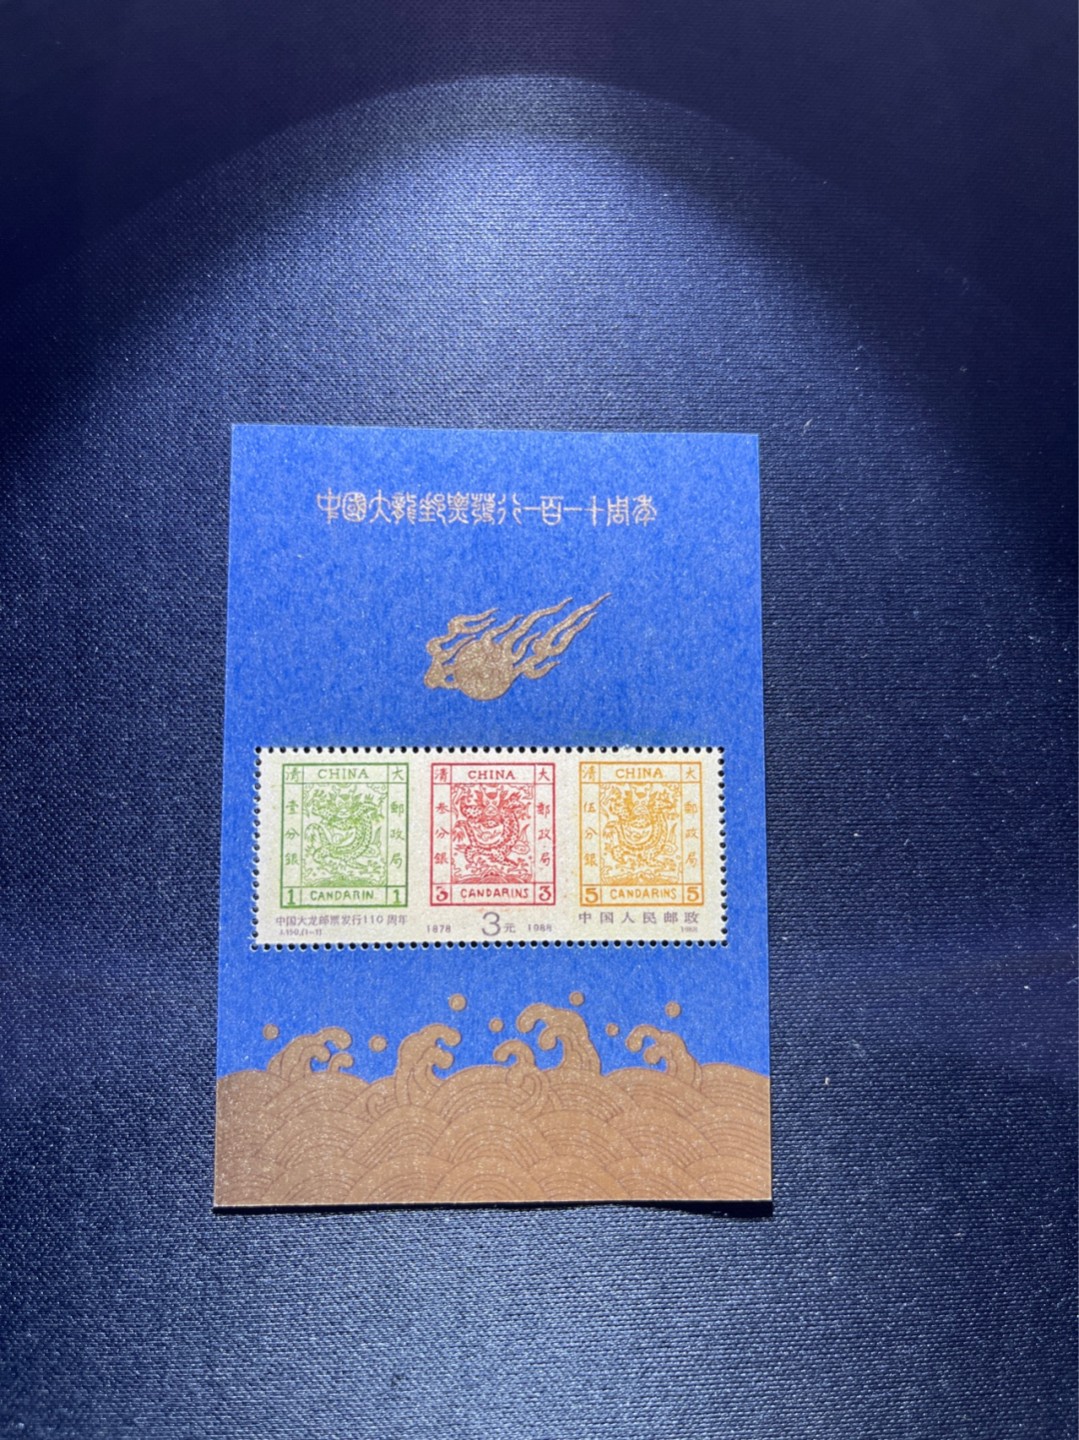 中國大龍郵票發行一百一十周年
清 CHINA 大
壹分銀
郵政局
1 CANDARIN 1
清 CHINA 大
叁分銀
郵政局
3 CANDARINS 3
清 CHINA 大
伍分銀
郵政局
5 CANDARINS 5
中国大龙邮票发行110周年
J.150.(1-1)
1878 3元 1988
中国人民邮政
1988